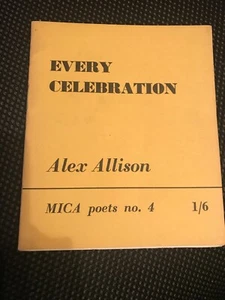 EVERY
CELEBRATION
Alex Allison
MICA poets no. 4 1/6